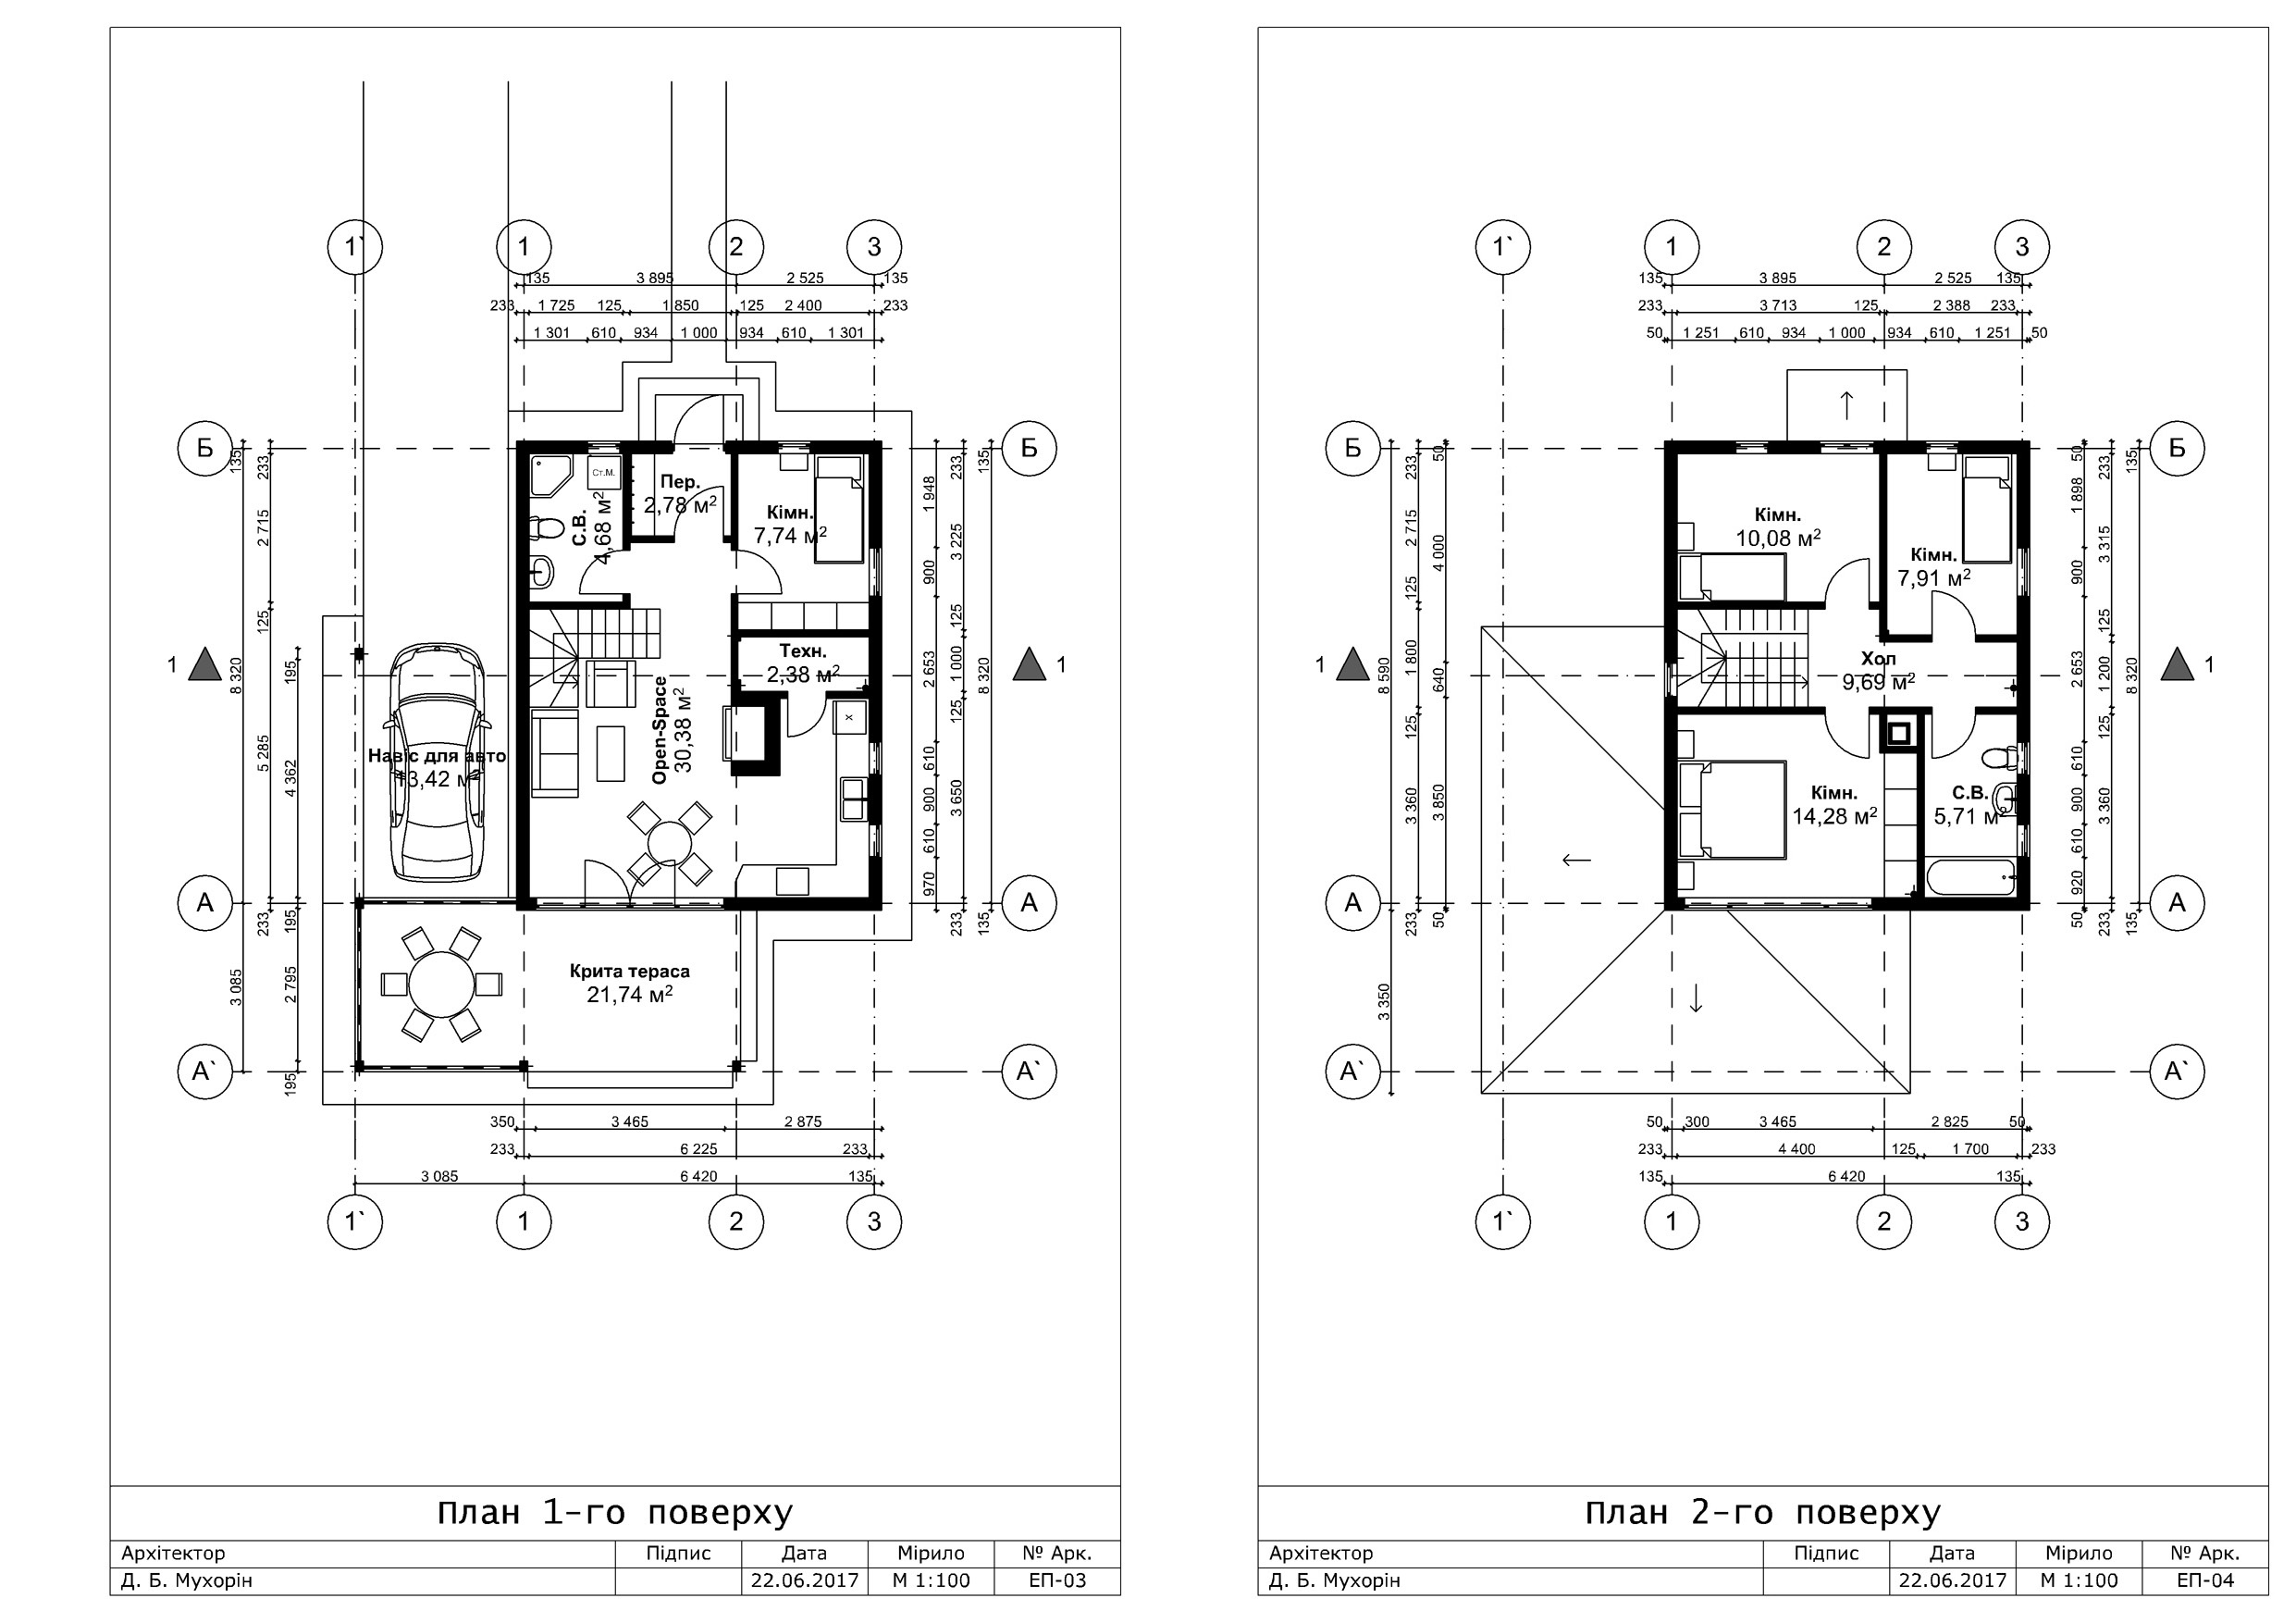 1` 1 2 3
135 3 895 2 525 135
233 1 725 125 1 850 125 2 400 233
1 301 610 934 1 000 934 610 1 301
Б Б
135 233 2 715 125 8 320 5 285 195 4 362
233 195 3 085 2 795 195
Ст.М.
С.В.
4,68 м²
Пер.
2,78 м²
Кімн.
7,74 м²
Техн.
2,38 м²
Open-Space
30,38 м²
х
1 1
Навіс для авто
13,42 м²
1 948 900 2 653 610 900 610 970
233 3 225 125 1 000 125 3 650 233
135 8 320 135
А А
Крита тераса
21,74 м²
А` А`
350 3 465 2 875
233 6 225 233
3 085 6 420 135
1` 1 2 3
План 1-го поверху
Архітектор Підпис Дата Мірило № Арк.
Д. Б. Мухорін 22.06.2017 М 1:100 ЕП-03
1` 1 2 3
135 3 895 2 525 135
233 3 713 125 2 388 233
50 1 251 610 934 1 000 934 610 1 251 50
Б Б
8 590 3 350
233 2 715 125 1 800 125 3 360 233
50 4 000 640 3 850 50
Кімн.
10,08 м²
Кімн.
7,91 м²
Хол
9,69 м²
1 1
Кімн.
14,28 м²
С.В.
5,71 м²
50 1 898 900 2 653 610 900 610 920 50
233 3 315 125 1 200 125 3 360 233
135 8 320 135
А А
А` А`
50 300 3 465 2 825 50
233 4 400 125 1 700 233
135 6 420 135
1` 1 2 3
План 2-го поверху
Архітектор Підпис Дата Мірило № Арк.
Д. Б. Мухорін 22.06.2017 М 1:100 ЕП-04